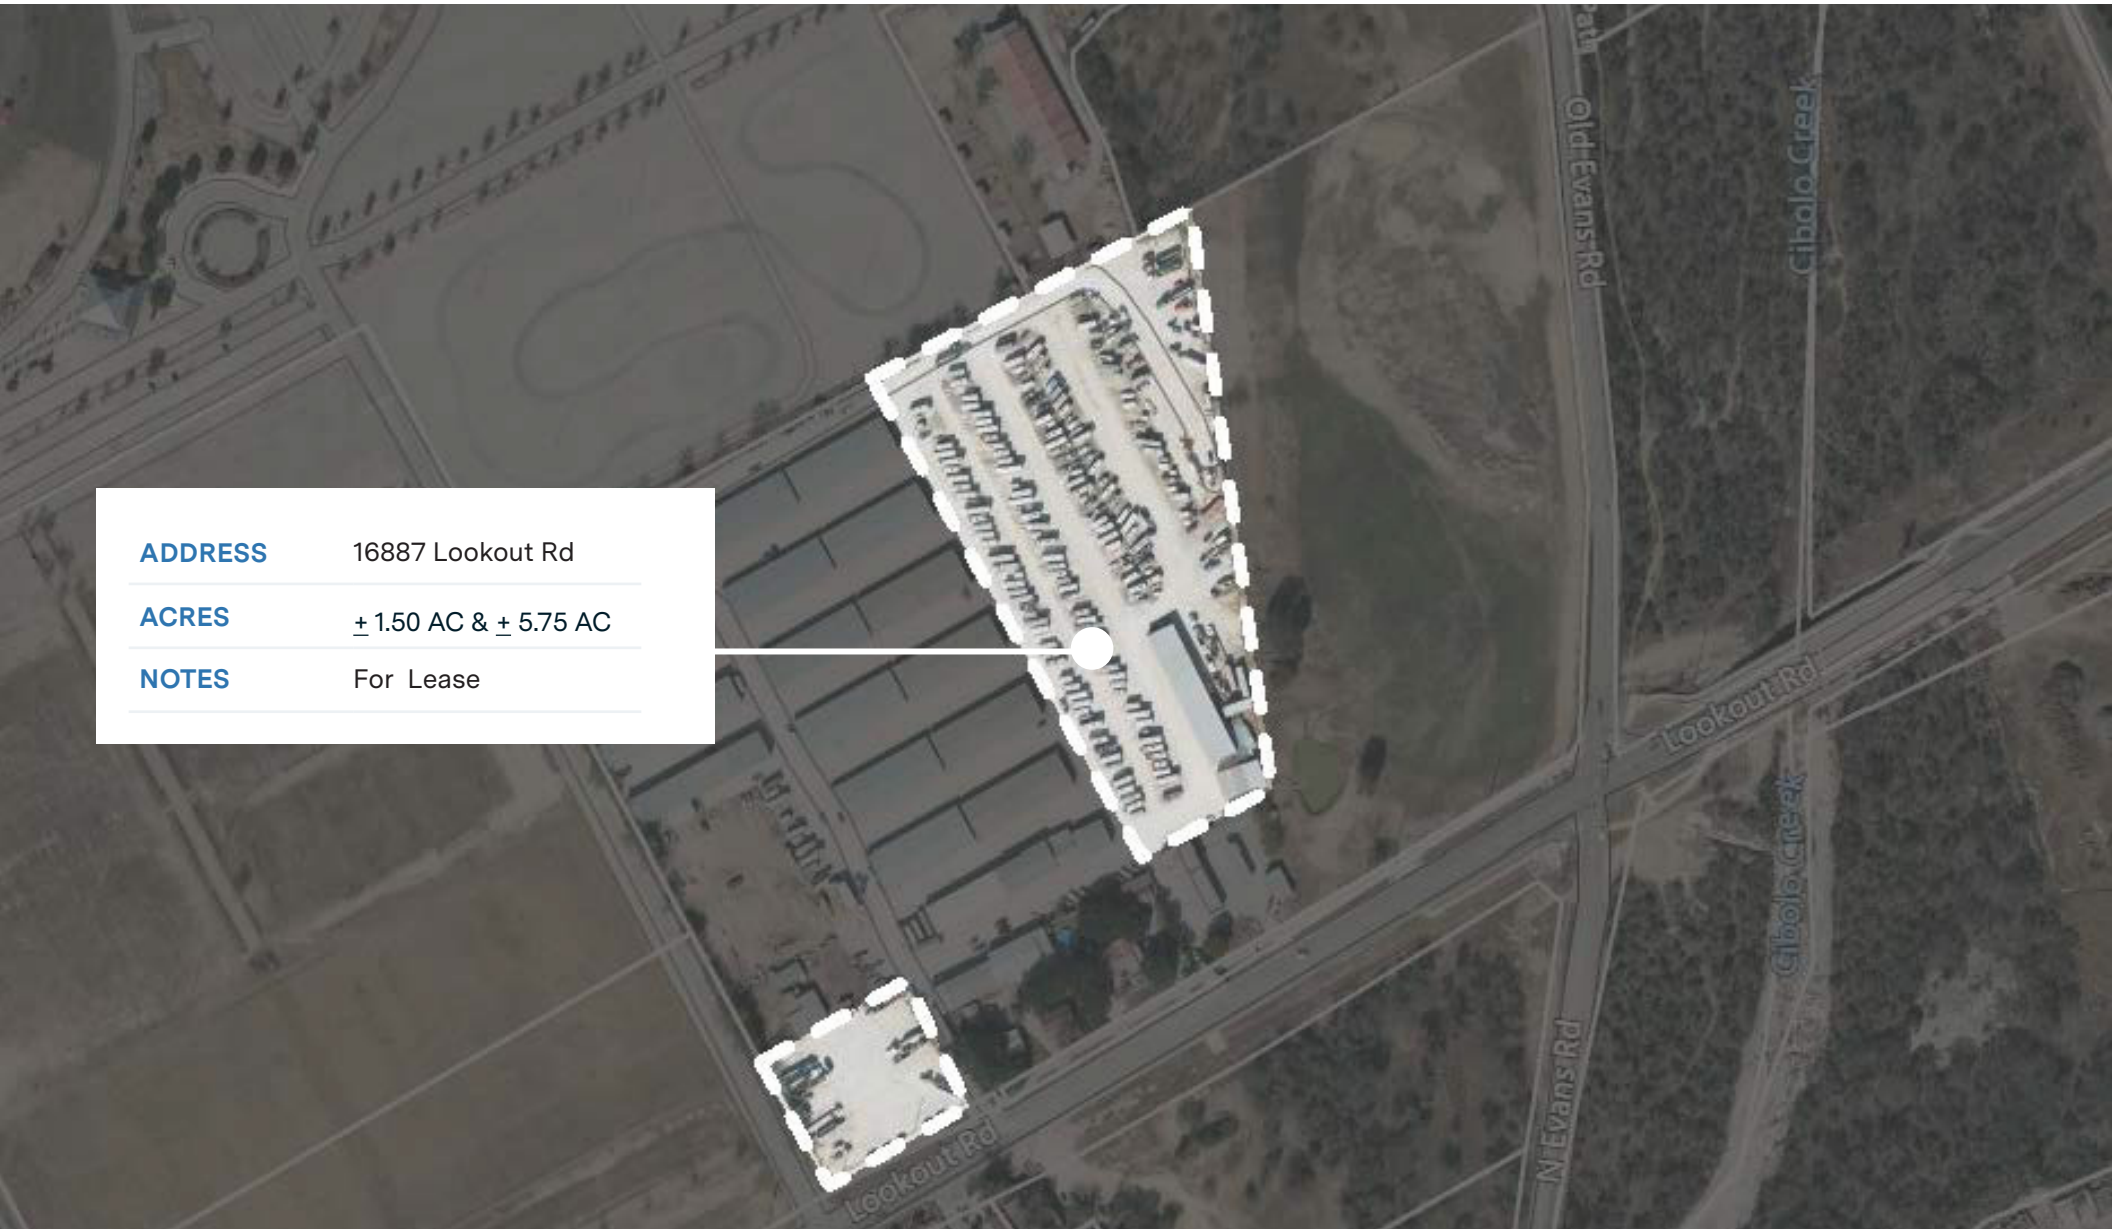 Path
Old Evans Rd
Cibolo Creek
ADDRESS 16887 Lookout Rd
ACRES ± 1.50 AC & ± 5.75 AC
NOTES For Lease
Lookout Rd
Cibolo Creek
N Evans Rd
Lookout Rd